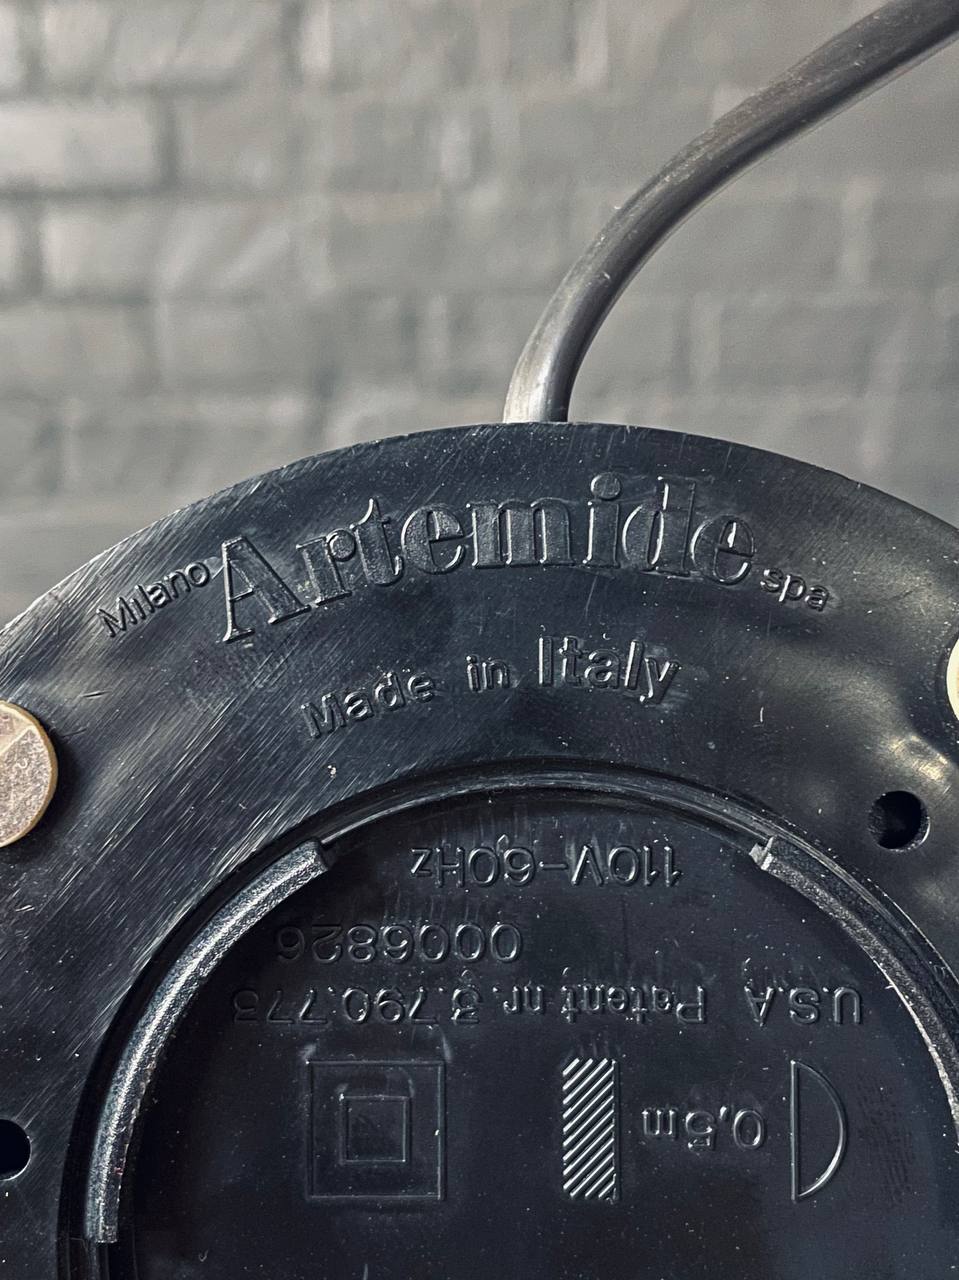 Milano Artemide spa
Made in Italy
110V-60Hz
0006826
U.S.A Patent nr. 3.790.773
0,5m